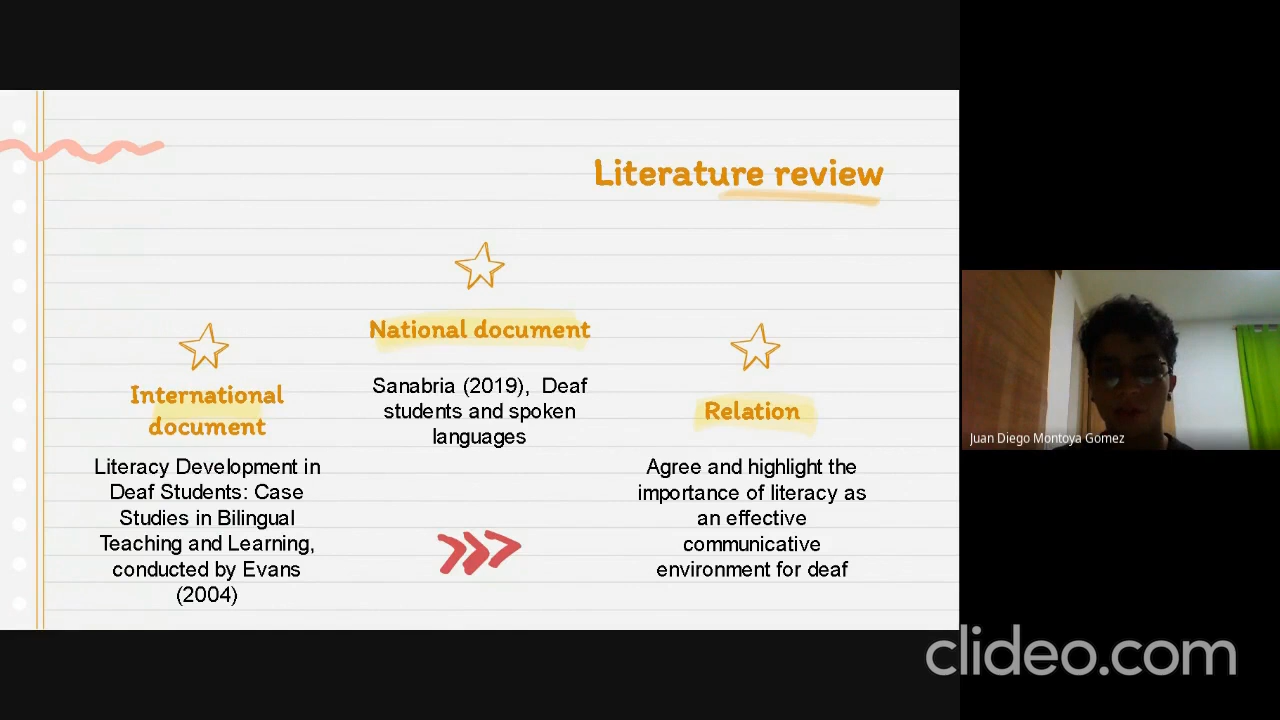 Literature review
International
document
Literacy Development in
Deaf Students: Case
Studies in Bilingual
Teaching and Learning,
conducted by Evans
(2004)
National document
Sanabria (2019), Deaf
students and spoken
languages
Relation
Agree and highlight the
importance of literacy as
an effective
communicative
environment for deaf
Juan Diego Montoya Gomez
clideo.com